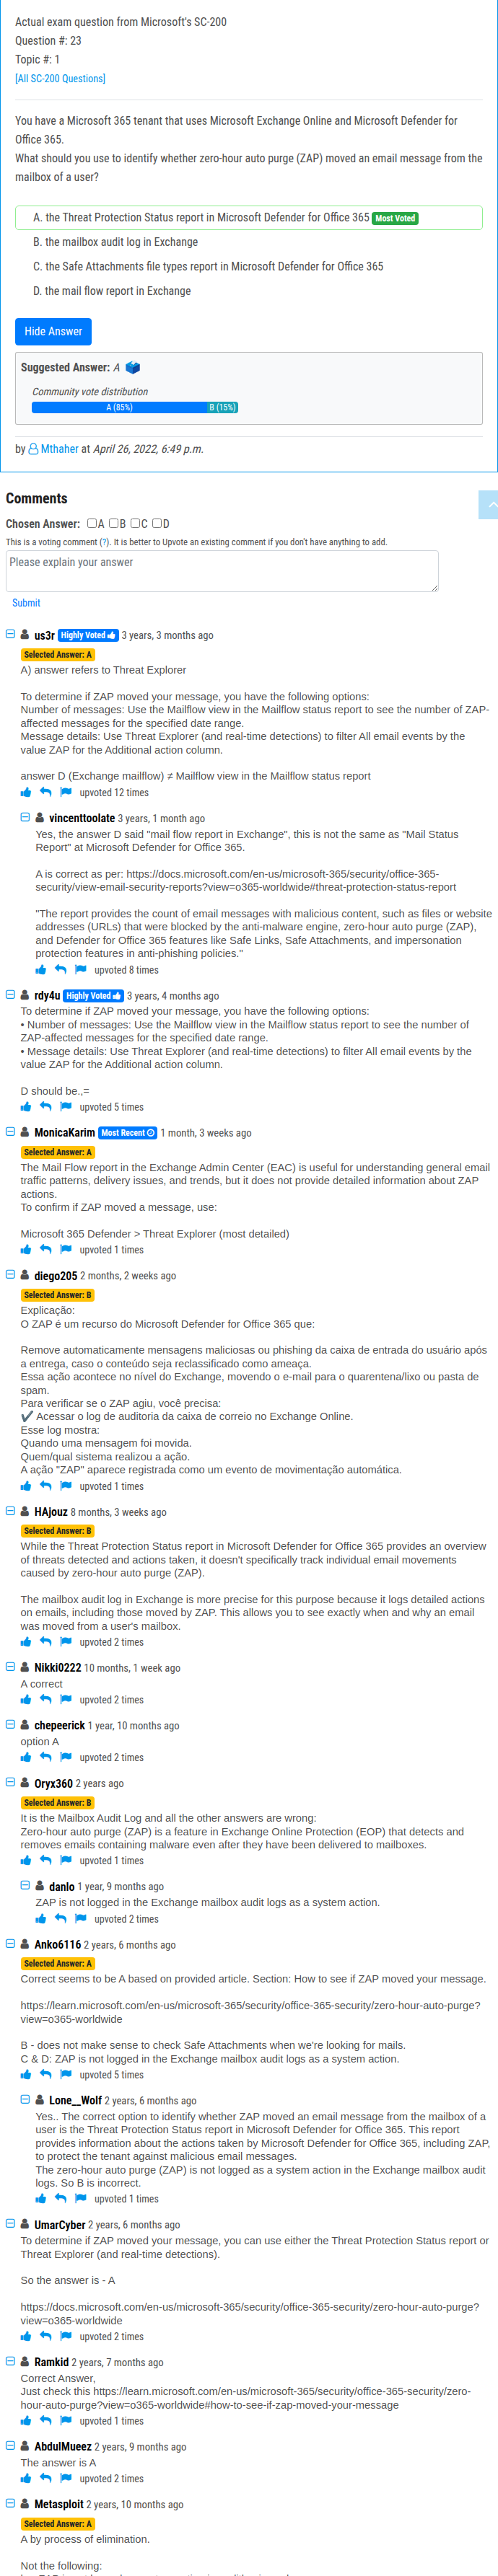 Actual exam question from Microsoft's SC-200
Question #: 23
Topic #: 1
[All SC-200 Questions]
You have a Microsoft 365 tenant that uses Microsoft Exchange Online and Microsoft Defender for
Office 365.
What should you use to identify whether zero-hour auto purge (ZAP) moved an email message from the
mailbox of a user?
A. the Threat Protection Status report in Microsoft Defender for Office 365 Most Voted
B. the mailbox audit log in Exchange
C. the Safe Attachments file types report in Microsoft Defender for Office 365
D. the mail flow report in Exchange
Hide Answer
Suggested Answer: A
Community vote distribution
A (85%) B (15%)
by Mthaher at April 26, 2022, 6:49 p.m.
Comments
Chosen Answer: A B C D
This is a voting comment (?). It is better to Upvote an existing comment if you don't have anything to add.
Please explain your answer
Submit
us3r Highly Voted 3 years, 3 months ago
Selected Answer: A
A) answer refers to Threat Explorer
To determine if ZAP moved your message, you have the following options:
Number of messages: Use the Mailflow view in the Mailflow status report to see the number of ZAP-
affected messages for the specified date range.
Message details: Use Threat Explorer (and real-time detections) to filter All email events by the
value ZAP for the Additional action column.
answer D (Exchange mailflow) ≠ Mailflow view in the Mailflow status report
upvoted 12 times
vincenttoolate 3 years, 1 month ago
Yes, the answer D said "mail flow report in Exchange", this is not the same as "Mail Status
Report" at Microsoft Defender for Office 365.
A is correct as per: https://docs.microsoft.com/en-us/microsoft-365/security/office-365-
security/view-email-security-reports?view=o365-worldwide#threat-protection-status-report
"The report provides the count of email messages with malicious content, such as files or website
addresses (URLs) that were blocked by the anti-malware engine, zero-hour auto purge (ZAP),
and Defender for Office 365 features like Safe Links, Safe Attachments, and impersonation
protection features in anti-phishing policies."
upvoted 8 times
rdy4u Highly Voted 3 years, 4 months ago
To determine if ZAP moved your message, you have the following options:
• Number of messages: Use the Mailflow view in the Mailflow status report to see the number of
ZAP-affected messages for the specified date range.
• Message details: Use Threat Explorer (and real-time detections) to filter All email events by the
value ZAP for the Additional action column.
D should be.,=
upvoted 5 times
MonicaKarim Most Recent 1 month, 3 weeks ago
Selected Answer: A
The Mail Flow report in the Exchange Admin Center (EAC) is useful for understanding general email
traffic patterns, delivery issues, and trends, but it does not provide detailed information about ZAP
actions.
To confirm if ZAP moved a message, use:
Microsoft 365 Defender > Threat Explorer (most detailed)
upvoted 1 times
diego205 2 months, 2 weeks ago
Selected Answer: B
Explicação:
O ZAP é um recurso do Microsoft Defender for Office 365 que:
Remove automaticamente mensagens maliciosas ou phishing da caixa de entrada do usuário após
a entrega, caso o conteúdo seja reclassificado como ameaça.
Essa ação acontece no nível do Exchange, movendo o e-mail para o quarentena/lixo ou pasta de
spam.
Para verificar se o ZAP agiu, você precisa:
✔ Acessar o log de auditoria da caixa de correio no Exchange Online.
Esse log mostra:
Quando uma mensagem foi movida.
Quem/qual sistema realizou a ação.
A ação "ZAP" aparece registrada como um evento de movimentação automática.
upvoted 1 times
HAjouz 8 months, 3 weeks ago
Selected Answer: B
While the Threat Protection Status report in Microsoft Defender for Office 365 provides an overview
of threats detected and actions taken, it doesn't specifically track individual email movements
caused by zero-hour auto purge (ZAP).
The mailbox audit log in Exchange is more precise for this purpose because it logs detailed actions
on emails, including those moved by ZAP. This allows you to see exactly when and why an email
was moved from a user's mailbox.
upvoted 2 times
Nikki0222 10 months, 1 week ago
A correct
upvoted 2 times
chepeerick 1 year, 10 months ago
option A
upvoted 2 times
Oryx360 2 years ago
Selected Answer: B
It is the Mailbox Audit Log and all the other answers are wrong:
Zero-hour auto purge (ZAP) is a feature in Exchange Online Protection (EOP) that detects and
removes emails containing malware even after they have been delivered to mailboxes.
upvoted 1 times
danlo 1 year, 9 months ago
ZAP is not logged in the Exchange mailbox audit logs as a system action.
upvoted 2 times
Anko6116 2 years, 6 months ago
Selected Answer: A
Correct seems to be A based on provided article. Section: How to see if ZAP moved your message.
https://learn.microsoft.com/en-us/microsoft-365/security/office-365-security/zero-hour-auto-purge?
view=o365-worldwide
B - does not make sense to check Safe Attachments when we're looking for mails.
C & D: ZAP is not logged in the Exchange mailbox audit logs as a system action.
upvoted 5 times
Lone__Wolf 2 years, 6 months ago
Yes.. The correct option to identify whether ZAP moved an email message from the mailbox of a
user is the Threat Protection Status report in Microsoft Defender for Office 365. This report
provides information about the actions taken by Microsoft Defender for Office 365, including ZAP,
to protect the tenant against malicious email messages.
The zero-hour auto purge (ZAP) is not logged as a system action in the Exchange mailbox audit
logs. So B is incorrect.
upvoted 1 times
UmarCyber 2 years, 6 months ago
To determine if ZAP moved your message, you can use either the Threat Protection Status report or
Threat Explorer (and real-time detections).
So the answer is - A
https://docs.microsoft.com/en-us/microsoft-365/security/office-365-security/zero-hour-auto-purge?
view=o365-worldwide
upvoted 2 times
Ramkid 2 years, 7 months ago
Correct Answer,
Just check this https://learn.microsoft.com/en-us/microsoft-365/security/office-365-security/zero-
hour-auto-purge?view=o365-worldwide#how-to-see-if-zap-moved-your-message
upvoted 1 times
AbdulMueez 2 years, 9 months ago
The answer is A
upvoted 2 times
Metasploit 2 years, 10 months ago
Selected Answer: A
A by process of elimination.
Not the following: